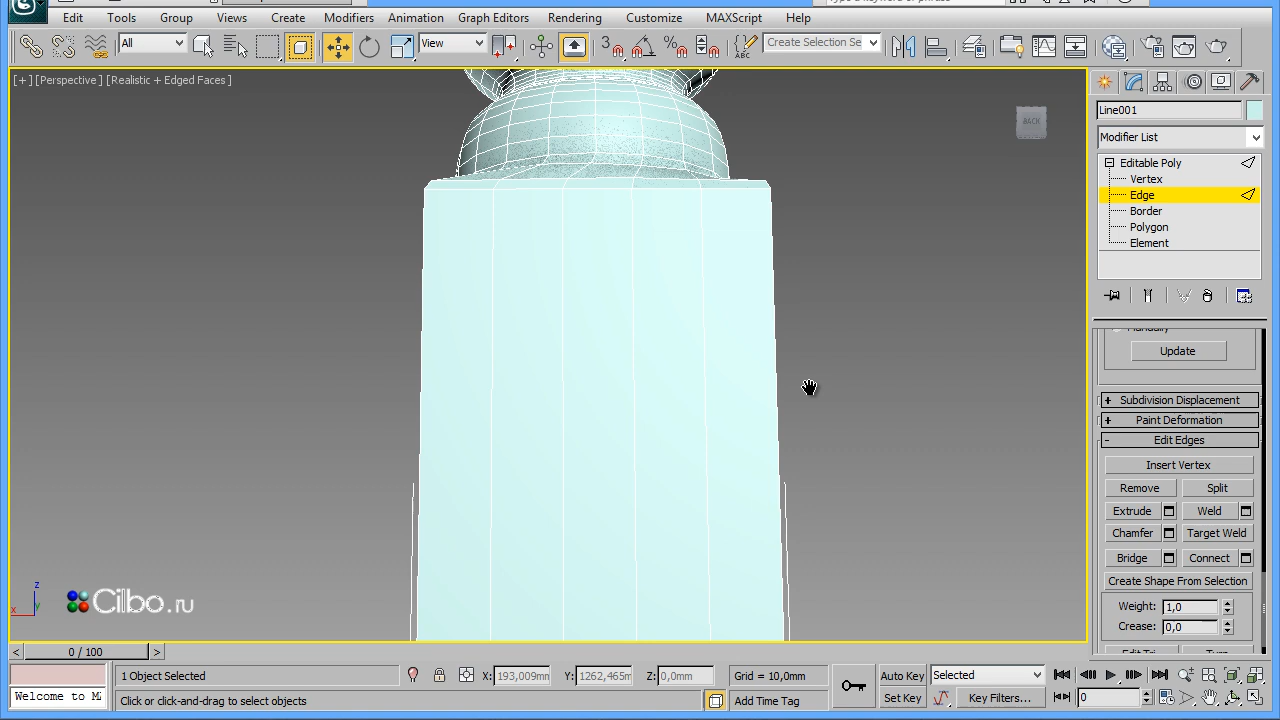 Edit Tools Group Views Create Modifiers Animation Graph Editors Rendering Customize MAXScript Help
All View 3 ABC Create Selection Se
[+] [Perspective] [Realistic + Edged Faces]
BACK
Line001
Modifier List
Editable Poly
Vertex
Edge
Border
Polygon
Element
Update
+ Subdivision Displacement
+ Paint Deformation
- Edit Edges
Insert Vertex
Remove Split
Extrude Weld
Chamfer Target Weld
Bridge Connect
Create Shape From Selection
Weight: 1,0
Crease: 0,0
z
x y
Cilbo.ru
< 0 / 100 >
1 Object Selected X: 193,009mm Y: 1262,465m Z: 0,0mm Grid = 10,0mm Auto Key Selected
Welcome to M Click or click-and-drag to select objects Add Time Tag Set Key Key Filters... 0